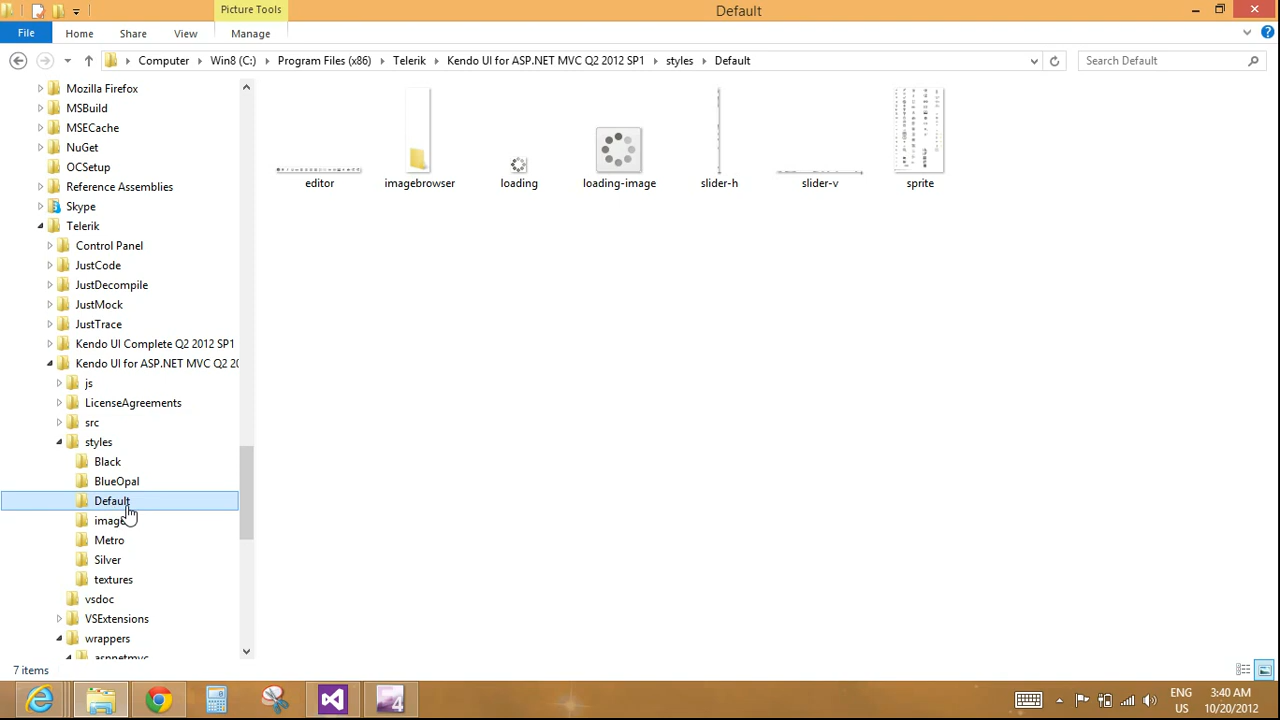 Picture Tools
Default
File
Home
Share
View
Manage
Computer
Win8 (C:)
Program Files (x86)
Telerik
Kendo UI for ASP.NET MVC Q2 2012 SP1
styles
Default
Search Default
Mozilla Firefox
MSBuild
MSECache
NuGet
OCSetup
Reference Assemblies
Skype
Telerik
Control Panel
JustCode
JustDecompile
JustMock
JustTrace
Kendo UI Complete Q2 2012 SP1
Kendo UI for ASP.NET MVC Q2 20
js
LicenseAgreements
src
styles
Black
BlueOpal
Default
image
Metro
Silver
textures
vsdoc
VSExtensions
wrappers
aspnetmvc
editor
imagebrowser
loading
loading-image
slider-h
slider-v
sprite
7 items
4
ENG
US
3:40 AM
10/20/2012